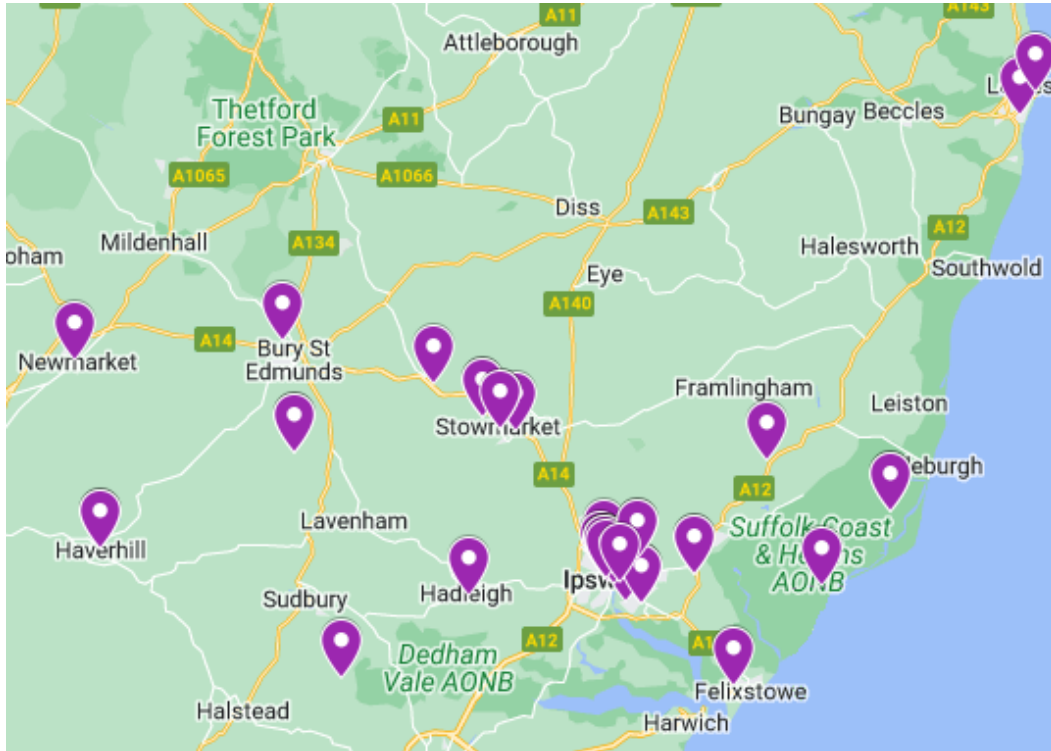 A143
A11
Attleborough
Thetford
Forest Park
A11
Bungay
Beccles
A1065
A1066
Diss
A143
A12
Mildenhall
A134
Halesworth
Southwold
Eye
A140
A14
Newmarket
Bury St
Edmunds
Framlingham
Leiston
Stowmarket
A14
A12
Lavenham
Haverhill
Suffolk Coast
AONB
Hadleigh
Sudbury
A12
Dedham
Vale AONB
Felixstowe
Halstead
Harwich